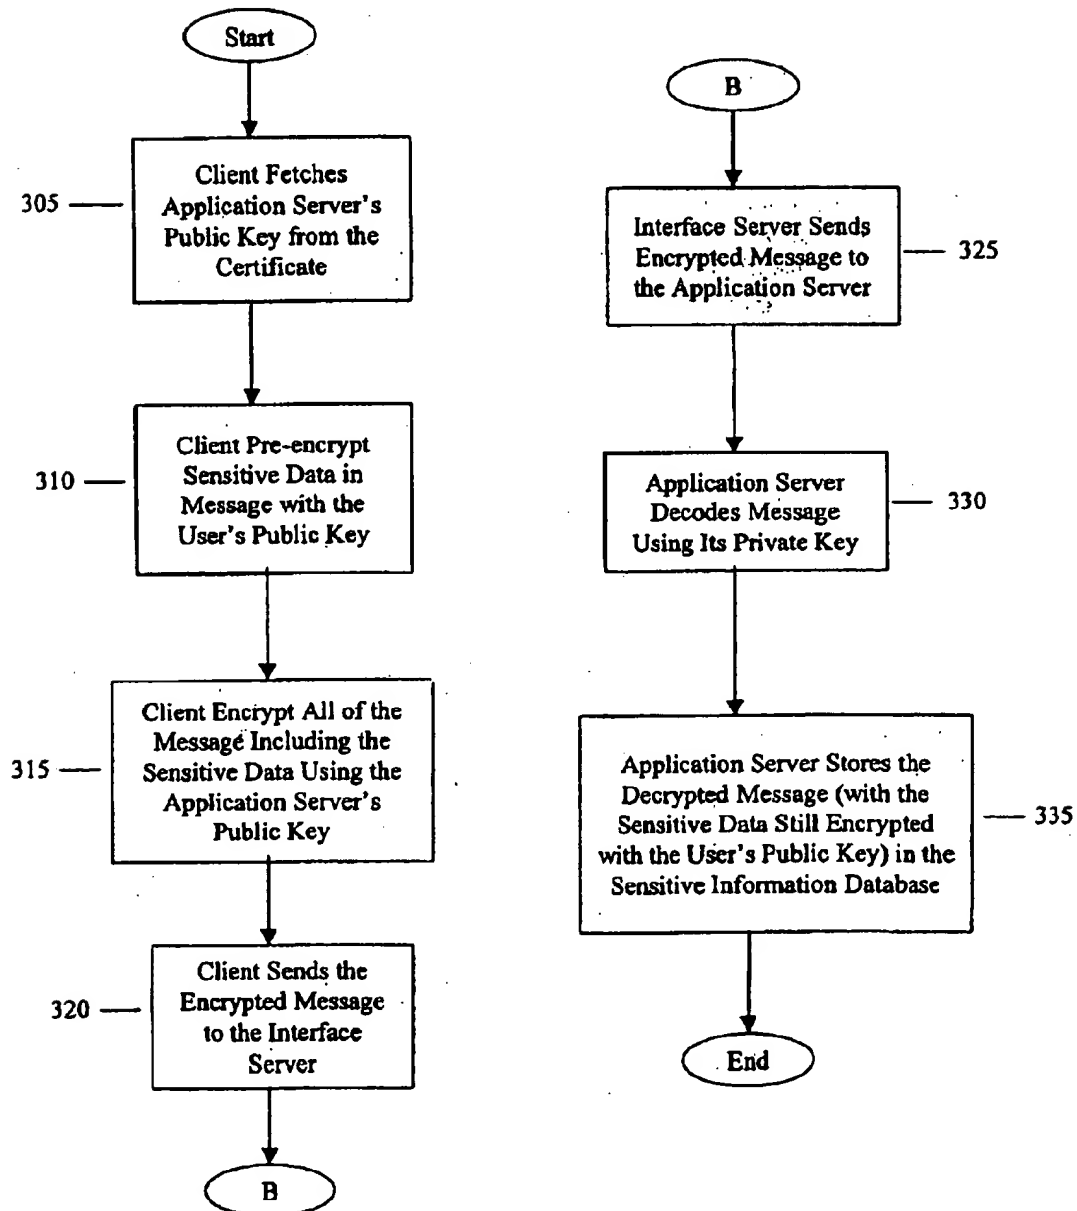 Start
305
Client Fetches
Application Server's
Public Key from the
Certificate
310
Client Pre-encrypt
Sensitive Data in
Message with the
User's Public Key
315
Client Encrypt All of the
Message Including the
Sensitive Data Using the
Application Server's
Public Key
320
Client Sends the
Encrypted Message
to the Interface
Server
B
B
Interface Server Sends
Encrypted Message to
the Application Server
325
Application Server
Decodes Message
Using Its Private Key
330
Application Server Stores the
Decrypted Message (with the
Sensitive Data Still Encrypted
with the User's Public Key) in the
Sensitive Information Database
335
End